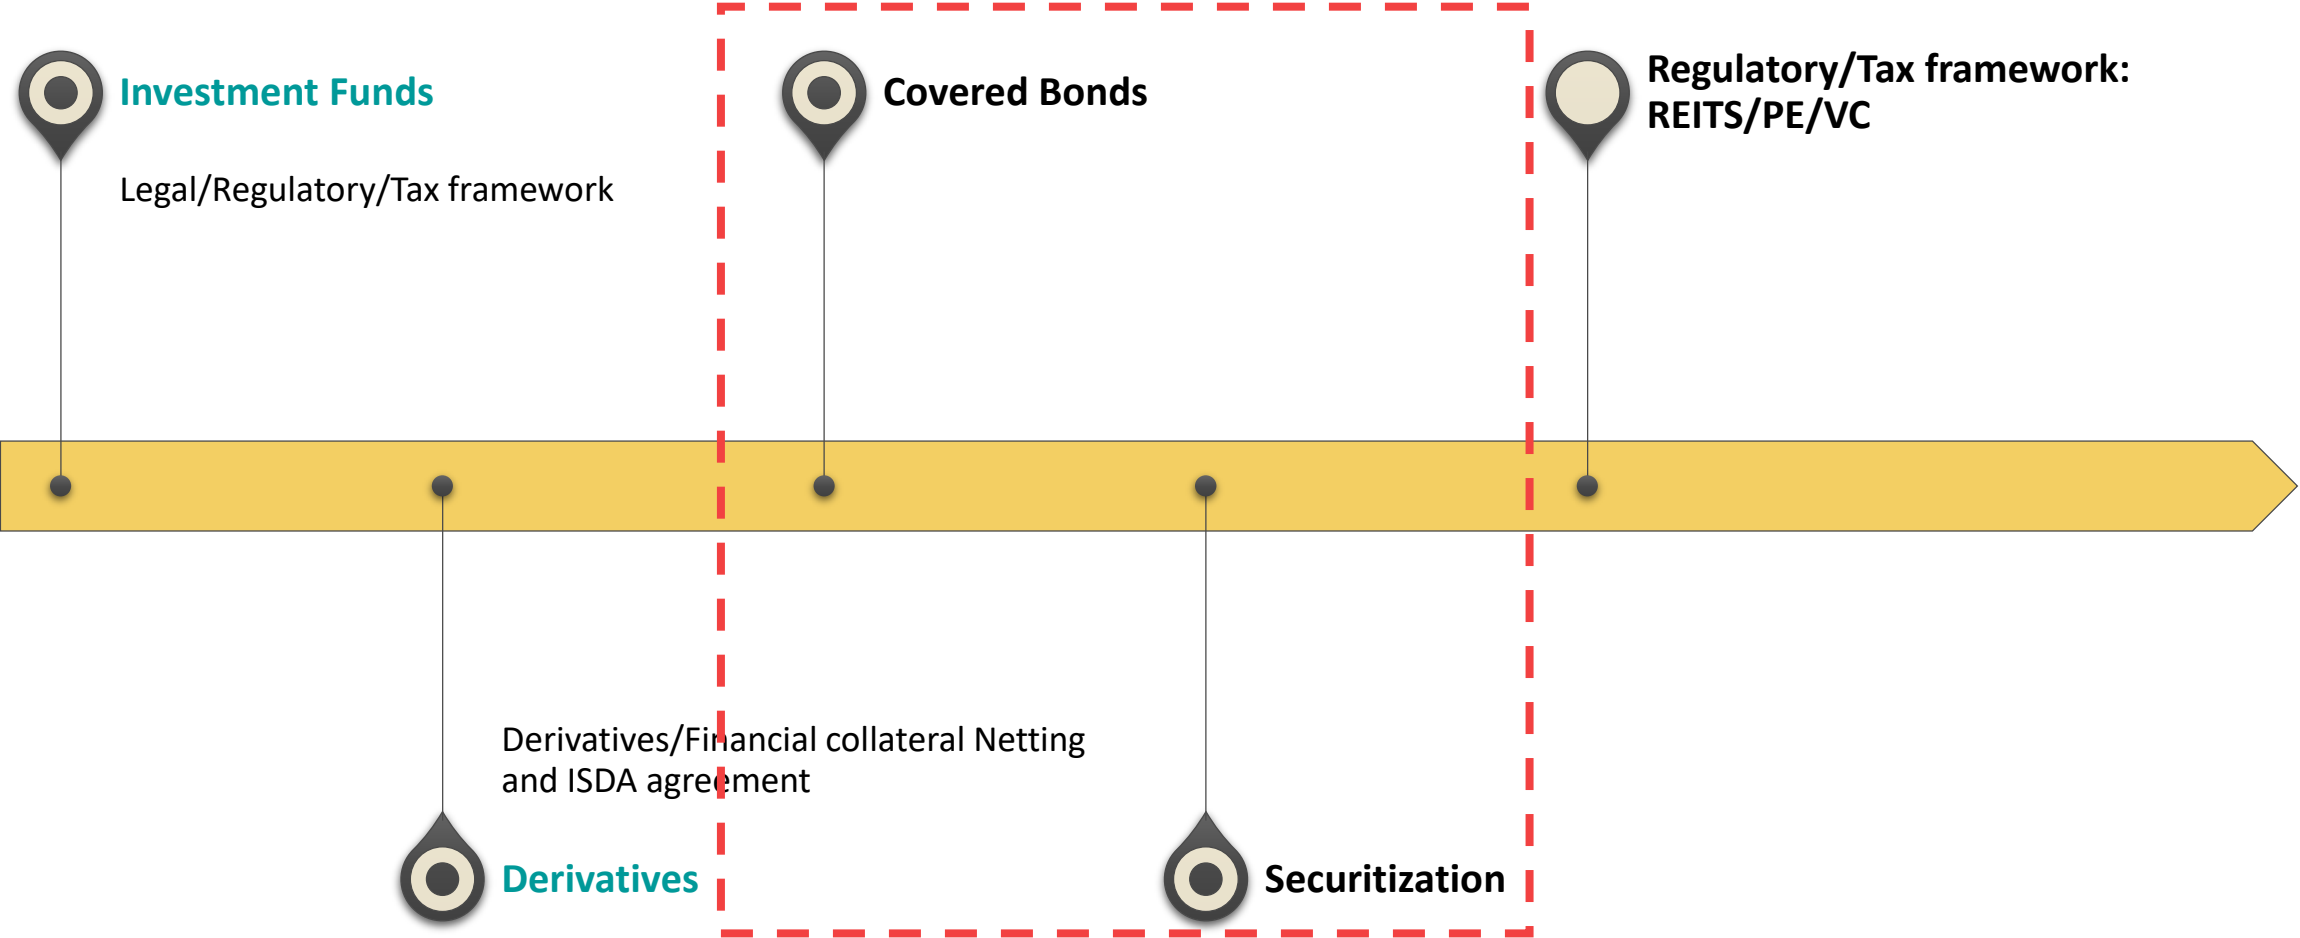 Investment Funds
Legal/Regulatory/Tax framework
Covered Bonds
Regulatory/Tax framework:
REITS/PE/VC
Derivatives/Financial collateral Netting
and ISDA agreement
Derivatives
Securitization